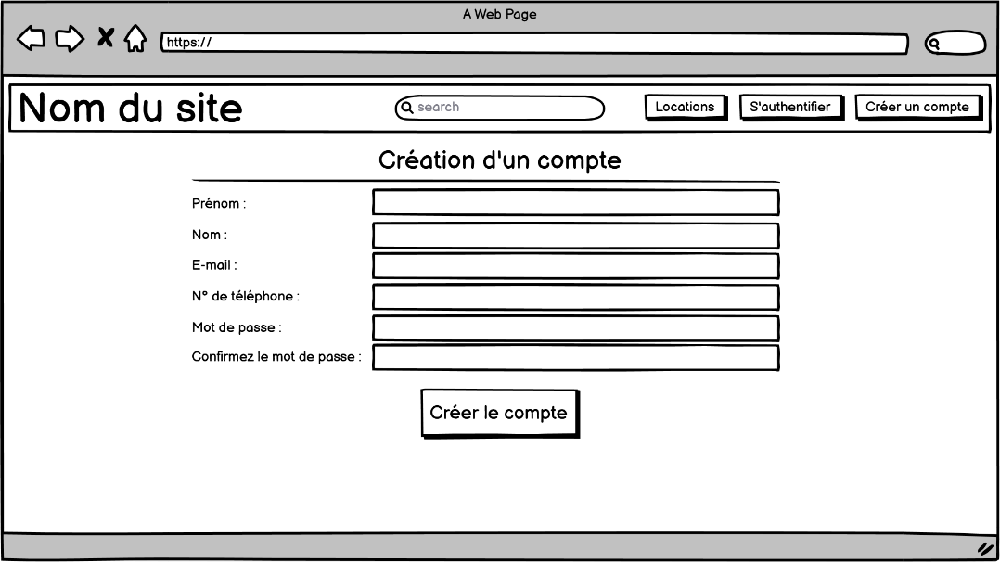 A Web Page
https://
Nom du site
search
Locations
S'authentifier
Créer un compte
Création d'un compte
Prénom :
Nom :
E-mail :
N° de téléphone :
Mot de passe :
Confirmez le mot de passe :
Créer le compte